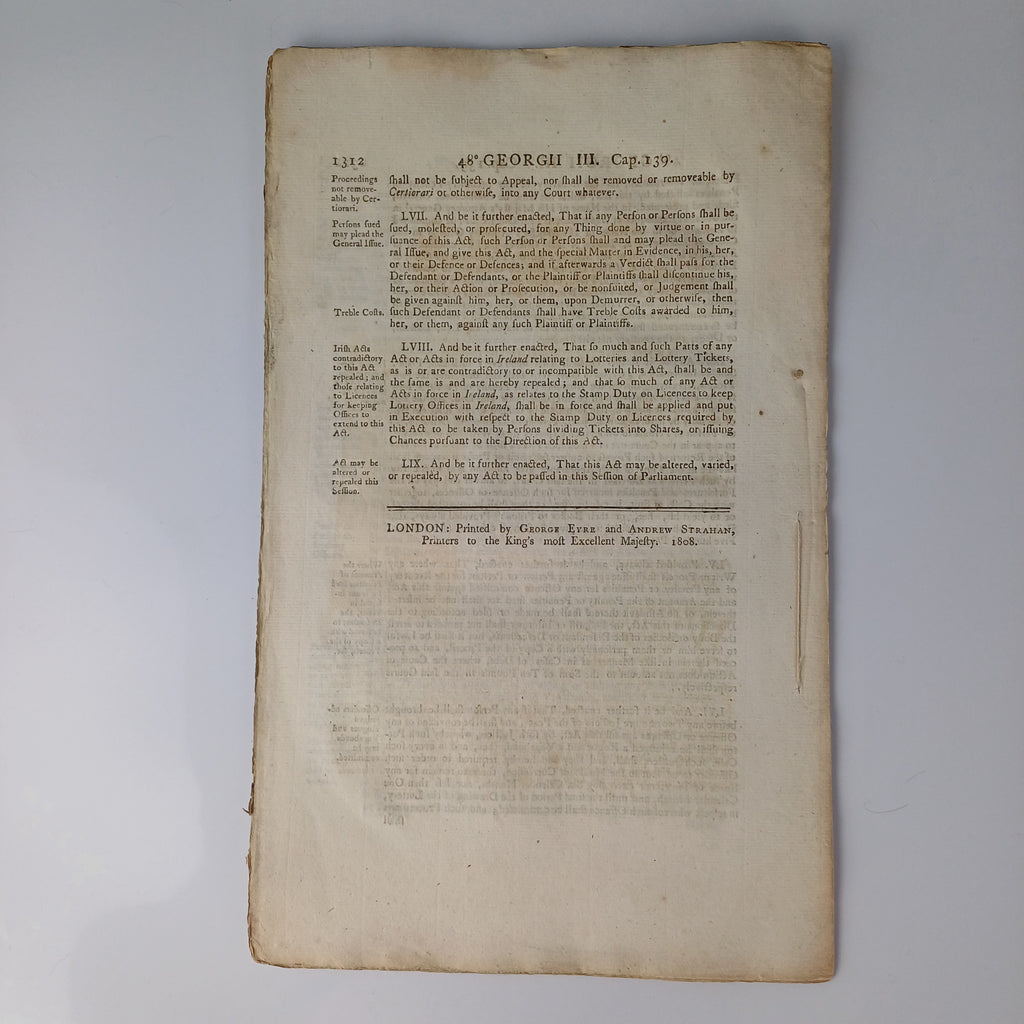 1312 48° GEORGII III. Cap. 139.
Proceedings
not remove-
able by Cer-
tiorari.
ſhall not be ſubject to Appeal, nor ſhall be removed or removeable by
Certiorari or otherwiſe, into any Court whatever.
Perſons ſued
may plead the
General Iſſue.
LVII. And be it further enacted, That if any Perſon or Perſons ſhall be
ſued, moleſted, or proſecuted, for any Thing done by virtue or in pur-
ſuance of this Act, ſuch Perſon or Perſons ſhall and may plead the Gene-
ral Iſſue, and give this Act, and the ſpecial Matter in Evidence, in his, her,
or their Defence or Defences; and if afterwards a Verdict ſhall paſs for the
Defendant or Defendants, or the Plaintiff or Plaintiffs ſhall diſcontinue his,
her, or their Action or Proſecution, or be nonſuited, or Judgement ſhall
be given againſt him, her, or them, upon Demurrer, or otherwiſe, then
Treble Coſts. ſuch Defendant or Defendants ſhall have Treble Coſts awarded to him,
her, or them, againſt any ſuch Plaintiff or Plaintiffs.
Iriſh Acts
contradictory
to this Act
repealed; and
thoſe relating
to Licences
for keeping
Offices to
extend to this
Act.
LVIII. And be it further enacted, That ſo much and ſuch Parts of any
Act or Acts in force in Ireland relating to Lotteries and Lottery Tickets,
as is or are contradictory to or incompatible with this Act, ſhall be and
the ſame is and are hereby repealed; and that ſo much of any Act or
Acts in force in Ireland, as relates to the Stamp Duty on Licences to keep
Lottery Offices in Ireland, ſhall be in force and ſhall be applied and put
in Execution with reſpect to the Stamp Duty on Licences required by
this Act to be taken by Perſons dividing Tickets into Shares, or iſſuing
Chances purſuant to the Direction of this Act.
Act may be
altered or
repealed this
Seſſion.
LIX. And be it further enacted, That this Act may be altered, varied,
or repealed, by any Act to be paſſed in this Seſſion of Parliament.
LONDON: Printed by GEORGE EYRE and ANDREW STRAHAN,
Printers to the King's moſt Excellent Majeſty. 1808.